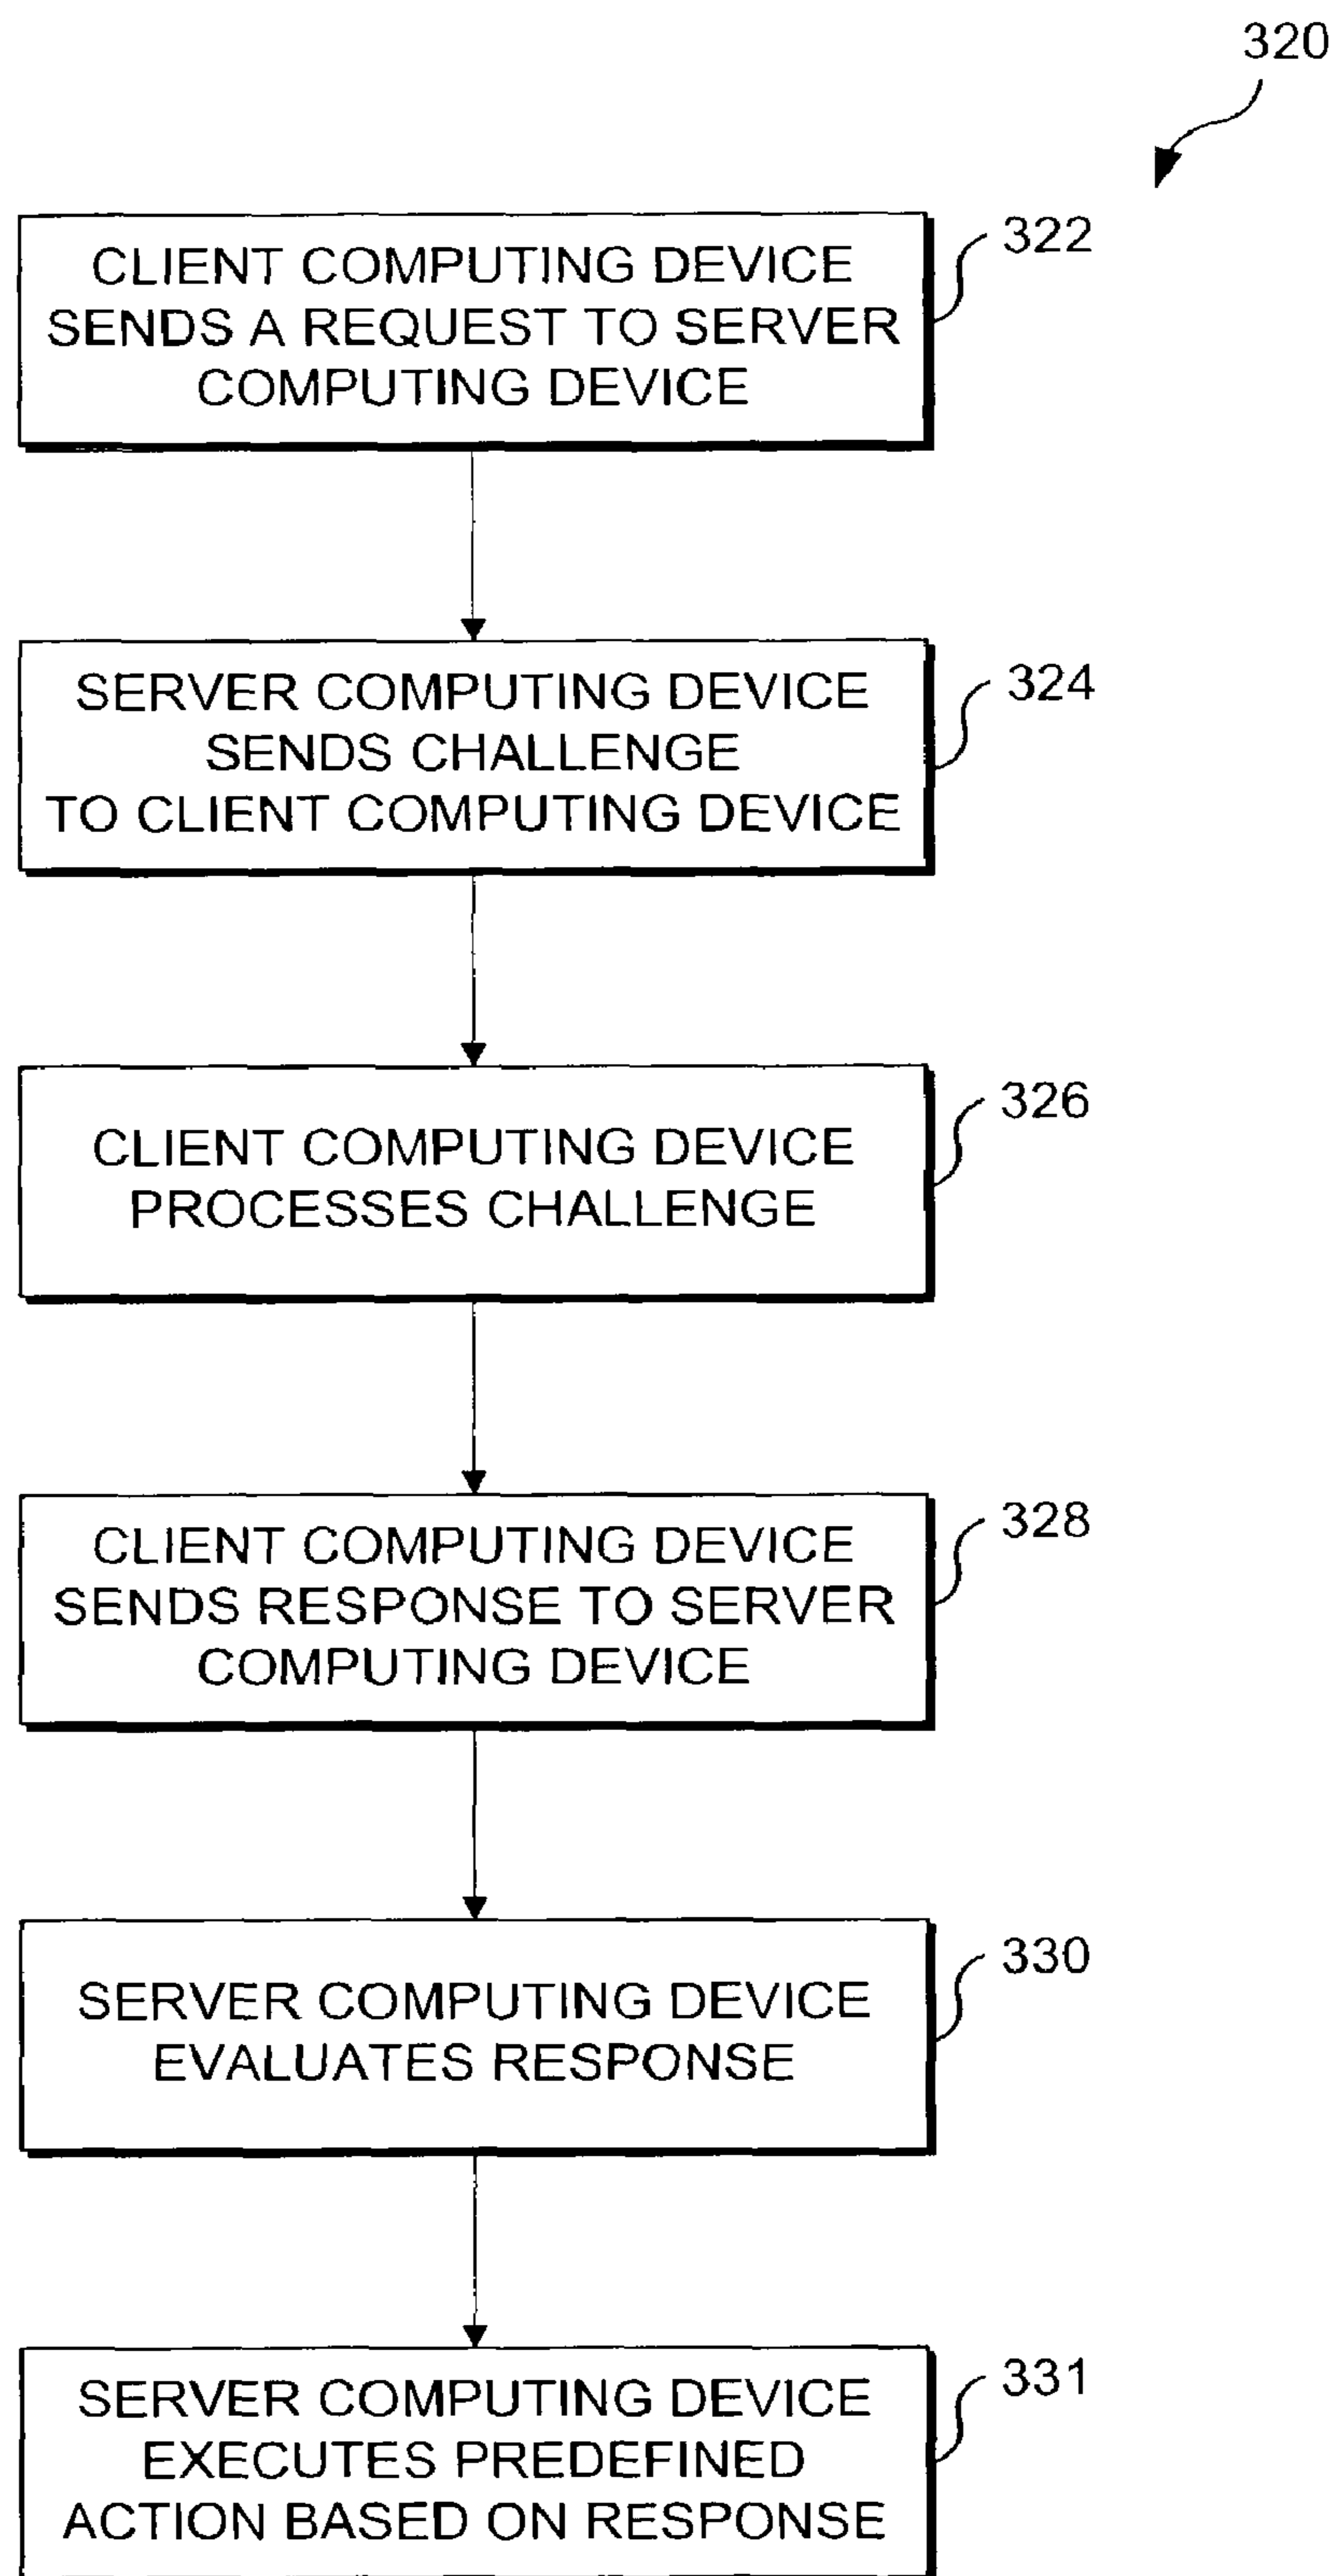 320
CLIENT COMPUTING DEVICE
SENDS A REQUEST TO SERVER
COMPUTING DEVICE
322
SERVER COMPUTING DEVICE
SENDS CHALLENGE
TO CLIENT COMPUTING DEVICE
324
CLIENT COMPUTING DEVICE
PROCESSES CHALLENGE
326
CLIENT COMPUTING DEVICE
SENDS RESPONSE TO SERVER
COMPUTING DEVICE
328
SERVER COMPUTING DEVICE
EVALUATES RESPONSE
330
SERVER COMPUTING DEVICE
EXECUTES PREDEFINED
ACTION BASED ON RESPONSE
331